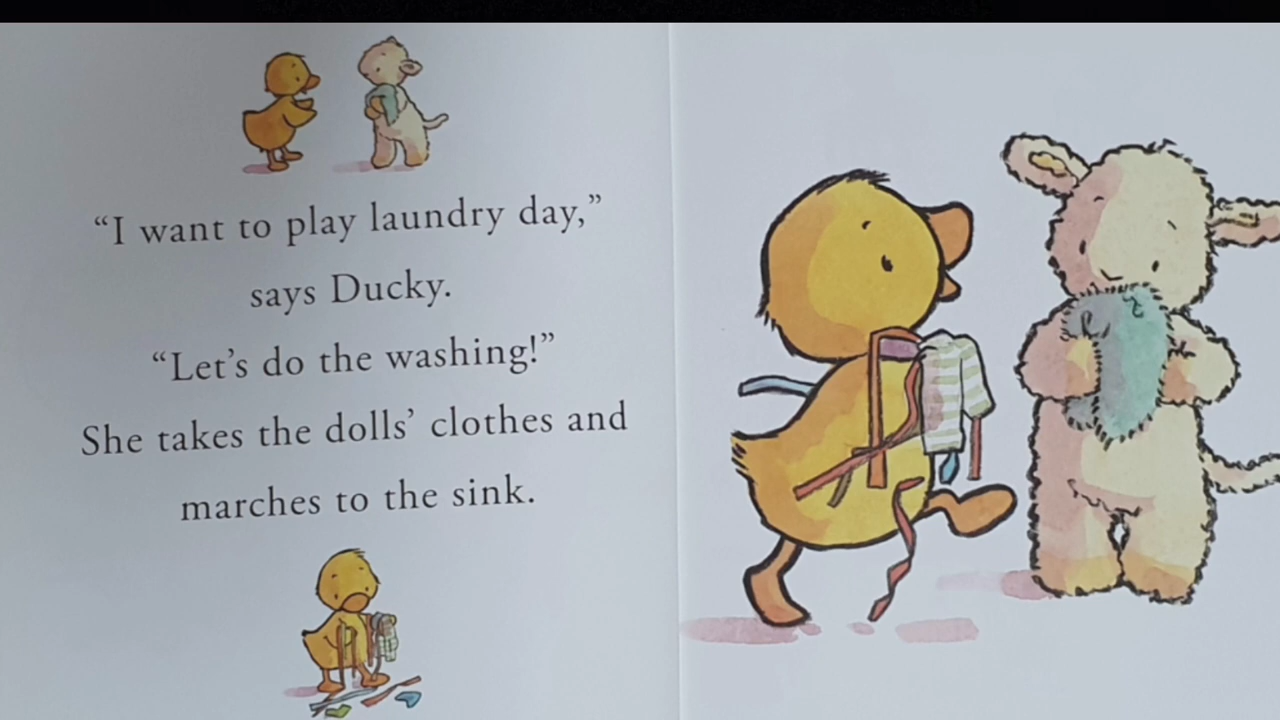 “I want to play laundry day,”
says Ducky.
“Let’s do the washing!”
She takes the dolls’ clothes and
marches to the sink.